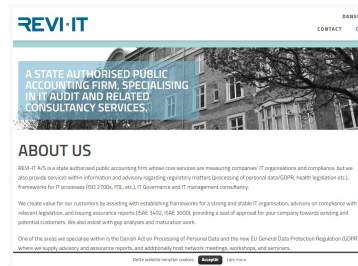 REVI-IT
DANS
CONTACT
A STATE AUTHORISED PUBLIC
ACCOUNTING FIRM, SPECIALISING
IN IT AUDIT AND RELATED
CONSULTANCY SERVICES.
ABOUT US
REVI-IT A/S is a state authorised public accounting firm whose core services are measuring companies' IT organisations and compliance, but we
also provide services within information and advisory regarding regulatory matters (processing of personal data/GDPR, health legislation etc.),
frameworks for IT processes (ISO 2700x, ITIL, etc.), IT Governance and IT management consultancy.
We create value for our customers by assisting with establishing frameworks for a strong and stable IT organisation, advisory on compliance with
relevant legislation, and issuing assurance reports (ISAE 3402, ISAE 3000), providing a seal of approval for your company towards existing and
potential customers. We also assist with gap analyses and maturation work.
One of the areas we specialise within is the Danish Act on Processing of Personal Data and the new EU General Data Protection Regulation (GDPR)
where we supply advisory and assurance reports, and additionally host network meetings, workshops, and seminars.
Dette website benytter cookies. Acceptér Læs mere